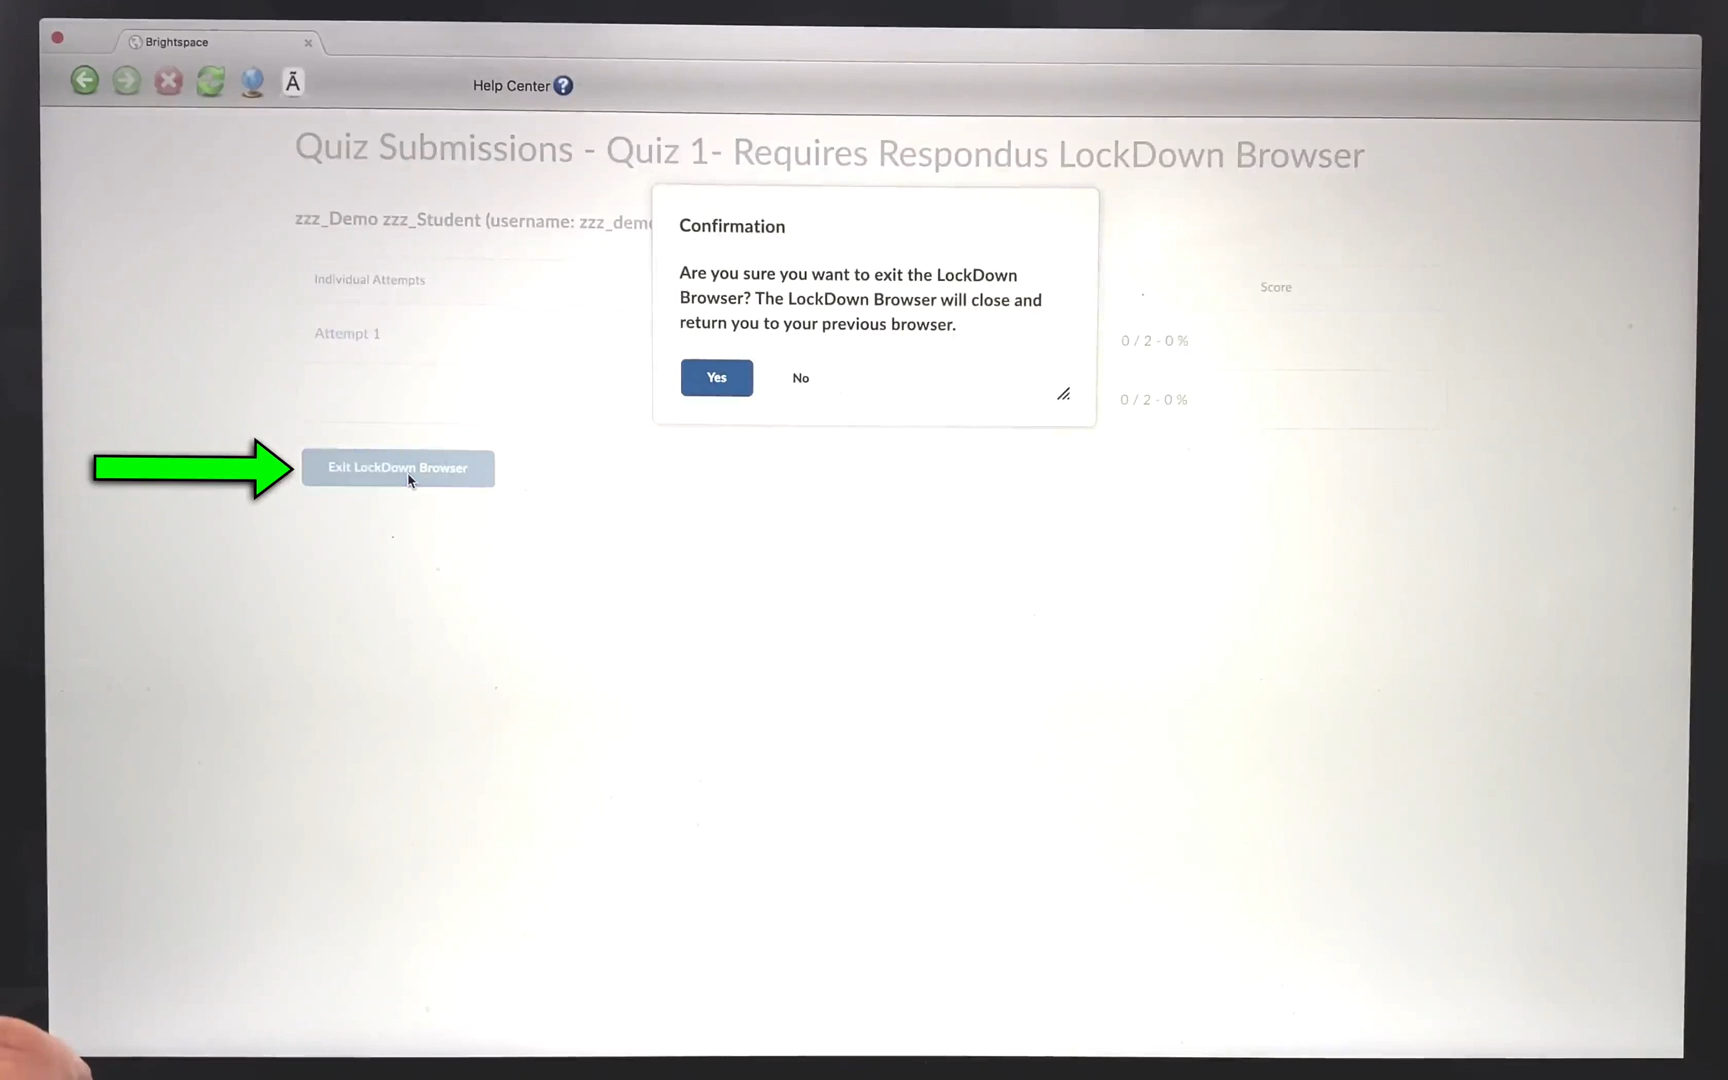 Brightspace
Ã
Help Center ?
Quiz Submissions - Quiz 1- Requires Respondus LockDown Browser
zzz_Demo zzz_Student (username:
Confirmation
Are you sure you want to exit the LockDown
Browser? The LockDown Browser will close and
return you to your previous browser.
Yes
No
Individual Attempts
Score
Attempt 1
0 / 2 - 0 %
0 / 2 - 0 %
Exit LockDown Browser